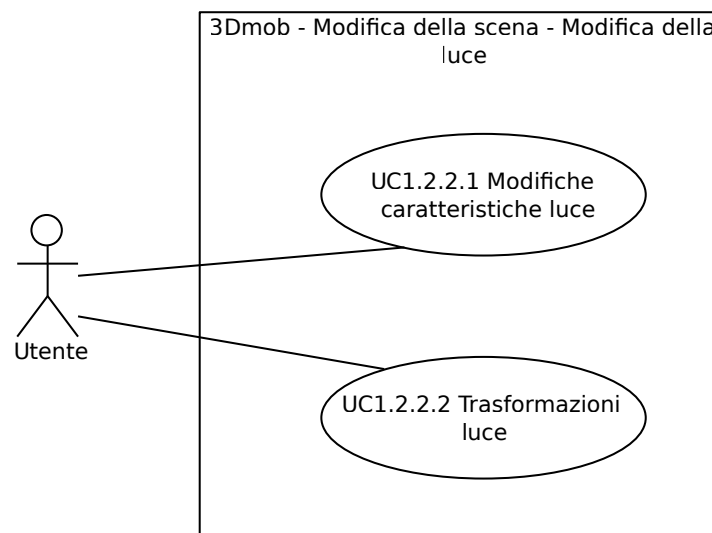 3Dmob - Modifica della scena - Modifica della
luce
UC1.2.2.1 Modifiche
caratteristiche luce
Utente
UC1.2.2.2 Trasformazioni
luce